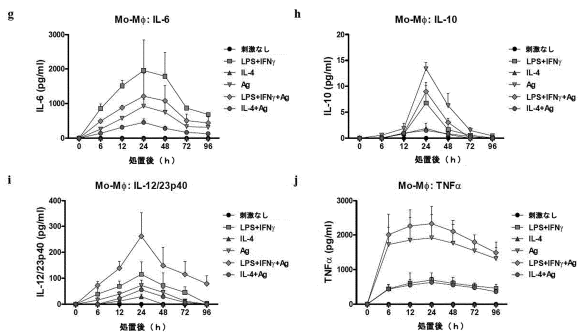 g
Mo-Mφ: IL-6
IL-6 (pg/ml)
3000
2000
1000
0
0 6 12 24 48 72 96
処置後（h）
刺激なし
LPS+IFNγ
IL-4
Ag
LPS+IFNγ+Ag
IL-4+Ag
h
Mo-Mφ: IL-10
IL-10 (pg/ml)
20
15
10
5
0
0 6 12 24 48 72 96
処置後（h）
刺激なし
LPS+IFNγ
IL-4
Ag
LPS+IFNγ+Ag
IL-4+Ag
i
Mo-Mφ: IL-12/23p40
IL-12/23p40 (pg/ml)
400
300
200
100
0
0 6 12 24 48 72 96
処置後（h）
刺激なし
LPS+IFNγ
IL-4
Ag
LPS+IFNγ+Ag
IL-4+Ag
j
Mo-Mφ: TNFα
TNFα (pg/ml)
3000
2000
1000
0
0 6 12 24 48 72 96
処置後（h）
刺激なし
LPS+IFNγ
IL-4
Ag
LPS+IFNγ+Ag
IL-4+Ag